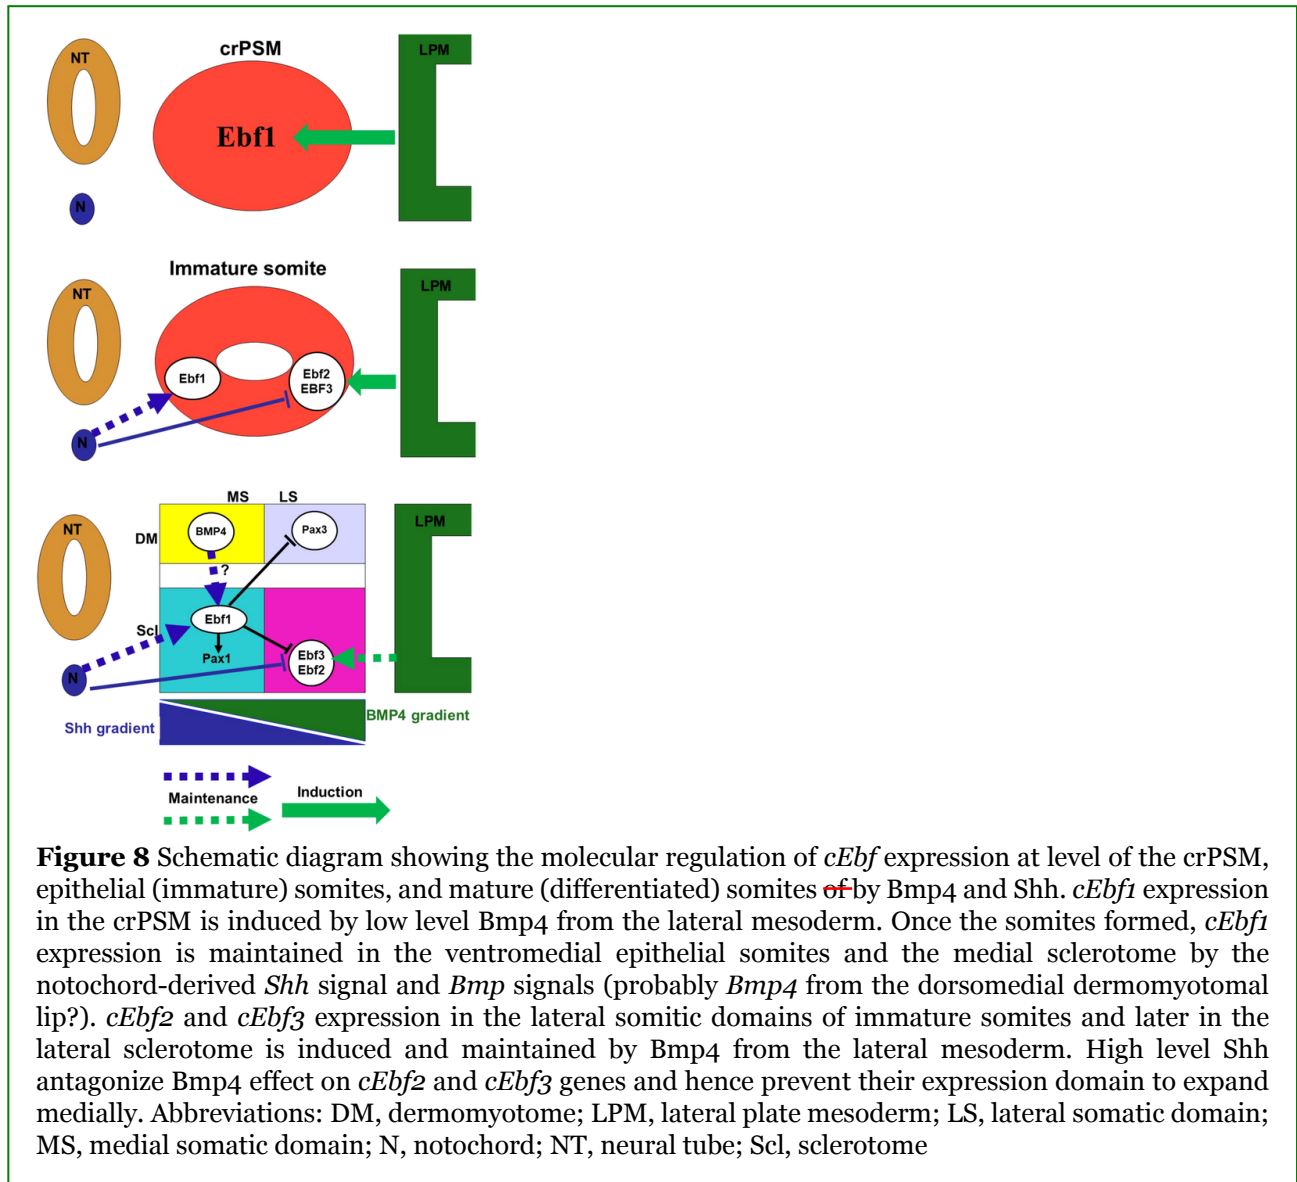 crPSM
NT
LPM
Ebf1
N
Immature somite
NT
LPM
Ebf1
Ebf2
EBF3
N
MS LS
NT
DM
BMP4
Pax3
LPM
?
Ebf1
Scl
Pax1
Ebf3
Ebf2
N
Shh gradient
BMP4 gradient
Maintenance
Induction
Figure 8 Schematic diagram showing the molecular regulation of cEbf expression at level of the crPSM,
epithelial (immature) somites, and mature (differentiated) somites of by Bmp4 and Shh. cEbf1 expression
in the crPSM is induced by low level Bmp4 from the lateral mesoderm. Once the somites formed, cEbf1
expression is maintained in the ventromedial epithelial somites and the medial sclerotome by the
notochord-derived Shh signal and Bmp signals (probably Bmp4 from the dorsomedial dermomyotomal
lip?). cEbf2 and cEbf3 expression in the lateral somitic domains of immature somites and later in the
lateral sclerotome is induced and maintained by Bmp4 from the lateral mesoderm. High level Shh
antagonize Bmp4 effect on cEbf2 and cEbf3 genes and hence prevent their expression domain to expand
medially. Abbreviations: DM, dermomyotome; LPM, lateral plate mesoderm; LS, lateral somatic domain;
MS, medial somatic domain; N, notochord; NT, neural tube; Scl, sclerotome